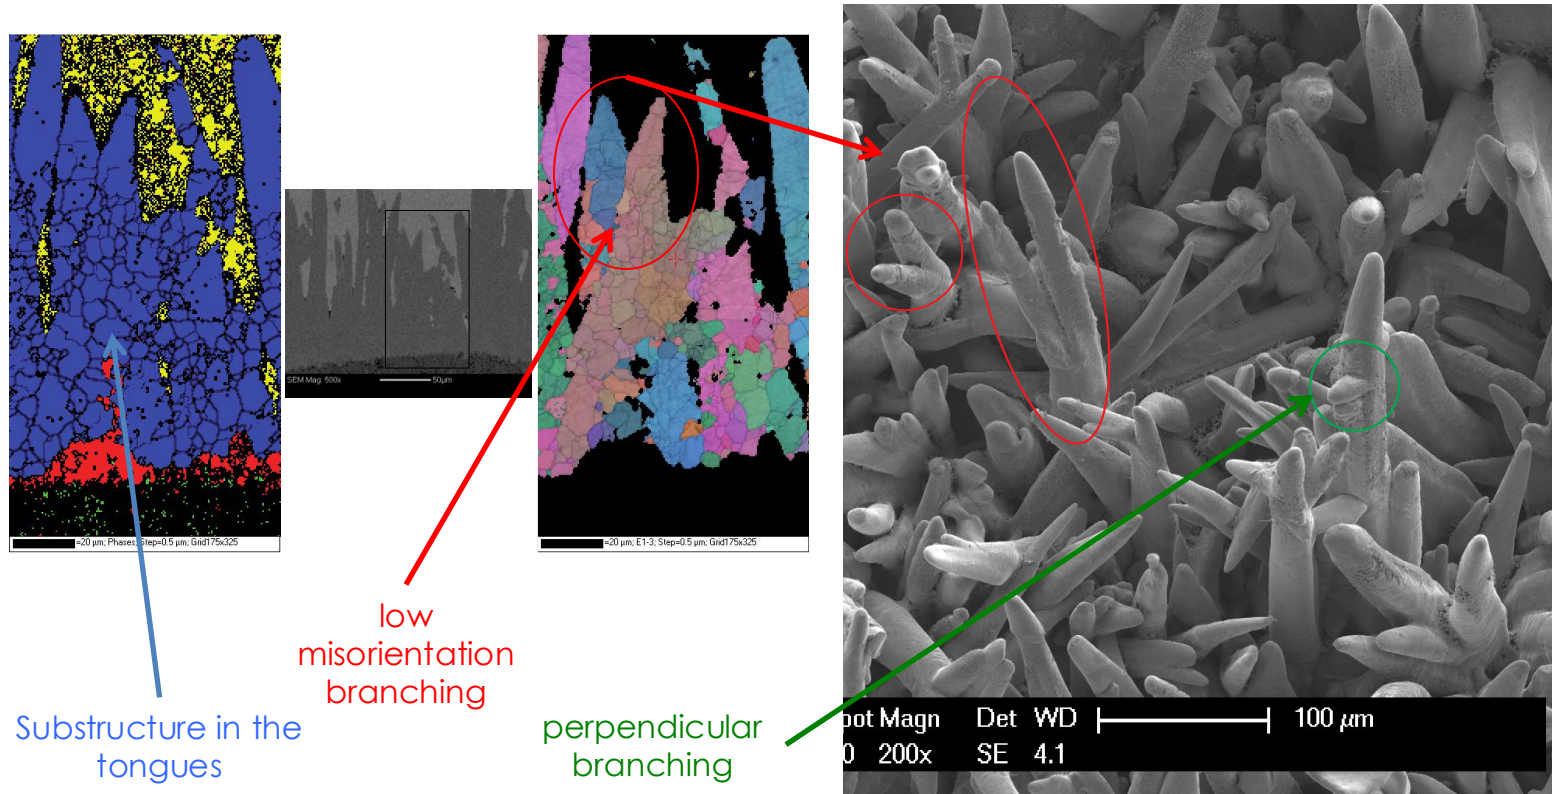 =20 µm; Phases; Step=0.5 µm; Grid175x325
SEM Mag: 500x 50µm
=20 µm; E1-3; Step=0.5 µm; Grid175x325
low
misorientation
branching
Substructure in the
tongues
perpendicular
branching
pot Magn Det WD 100 µm
0 200x SE 4.1